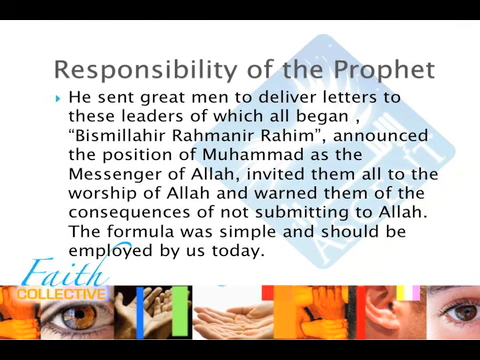 Responsibility of the Prophet
He sent great men to deliver letters to
these leaders of which all began ,
“Bismillahir Rahmanir Rahim”, announced
the position of Muhammad as the
Messenger of Allah, invited them all to the
worship of Allah and warned them of the
consequences of not submitting to Allah.
The formula was simple and should be
employed by us today.
Faith
COLLECTIVE